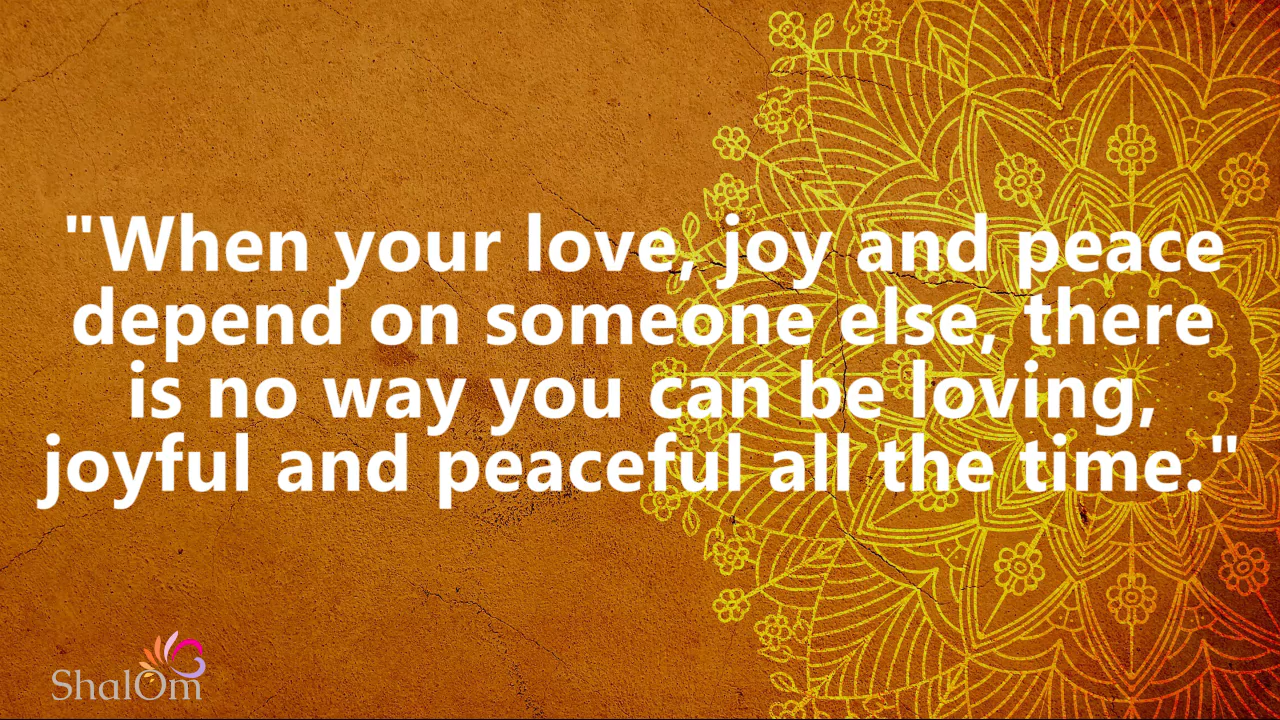 "When your love, joy and peace
depend on someone else, there
is no way you can be loving,
joyful and peaceful all the time."
ShalOm